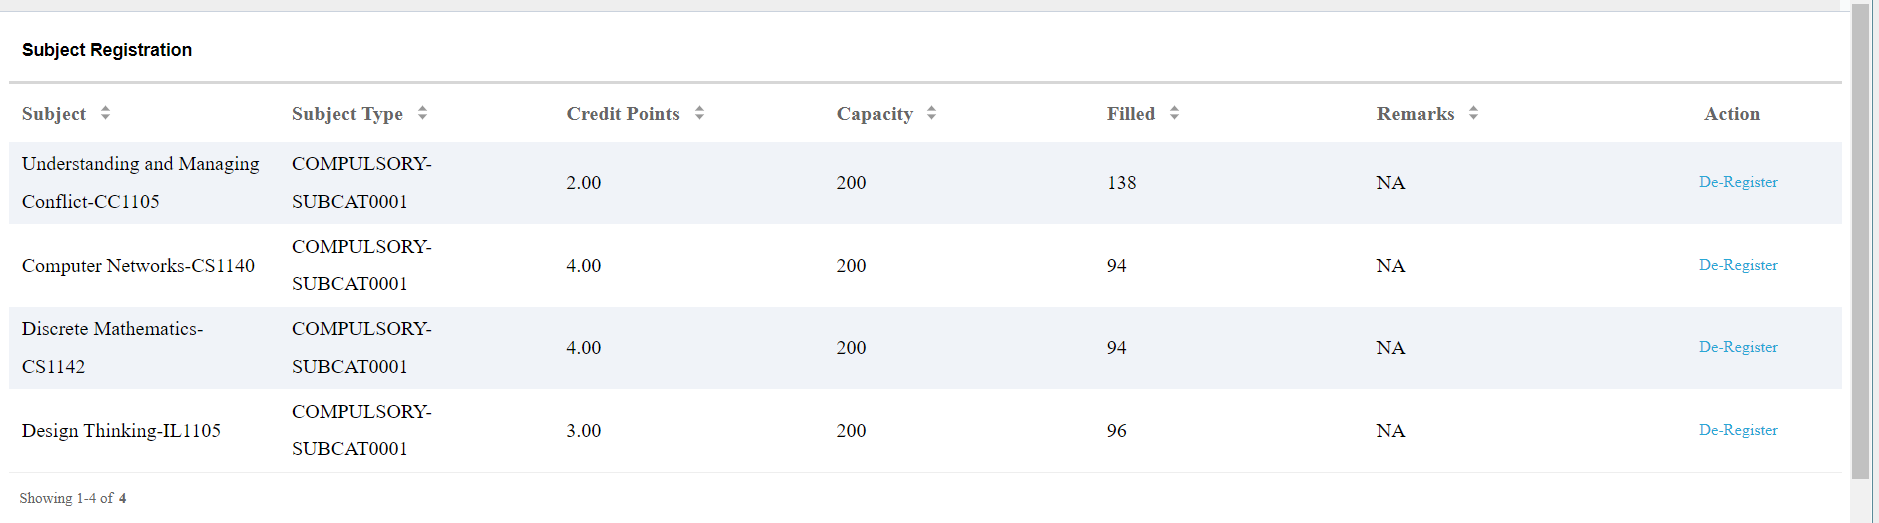 Subject Registration
Subject Subject Type Credit Points Capacity Filled Remarks Action
Understanding and Managing COMPULSORY-
Conflict-CC1105 SUBCAT0001 2.00 200 138 NA De-Register
Computer Networks-CS1140 COMPULSORY-
SUBCAT0001 4.00 200 94 NA De-Register
Discrete Mathematics- COMPULSORY-
CS1142 SUBCAT0001 4.00 200 94 NA De-Register
Design Thinking-IL1105 COMPULSORY-
SUBCAT0001 3.00 200 96 NA De-Register
Showing 1-4 of 4